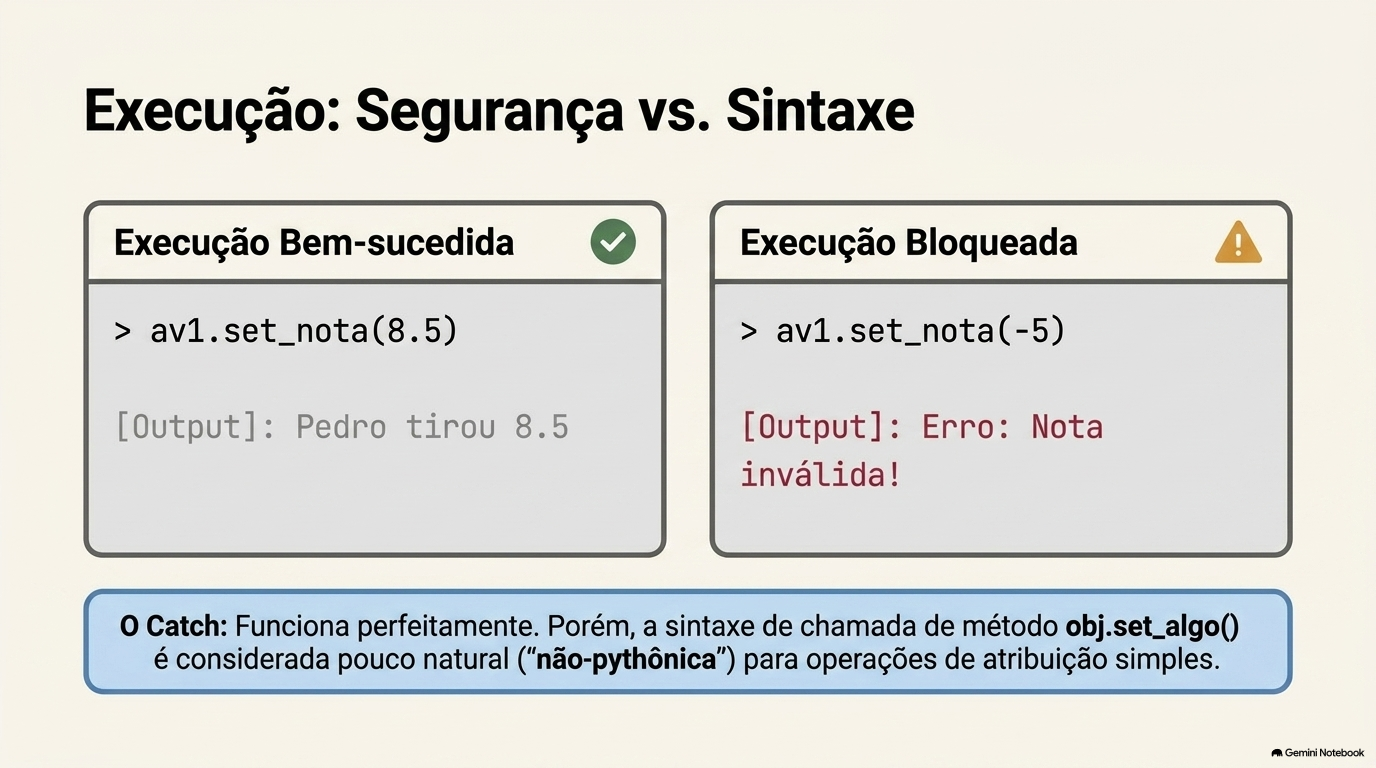 Execução: Segurança vs. Sintaxe
Execução Bem-sucedida
> av1.set_nota(8.5)
[Output]: Pedro tirou 8.5
Execução Bloqueada
> av1.set_nota(-5)
[Output]: Erro: Nota
inválida!
O Catch: Funciona perfeitamente. Porém, a sintaxe de chamada de método obj.set_algo()
é considerada pouco natural (“não-pythônica”) para operações de atribuição simples.
Gemini Notebook